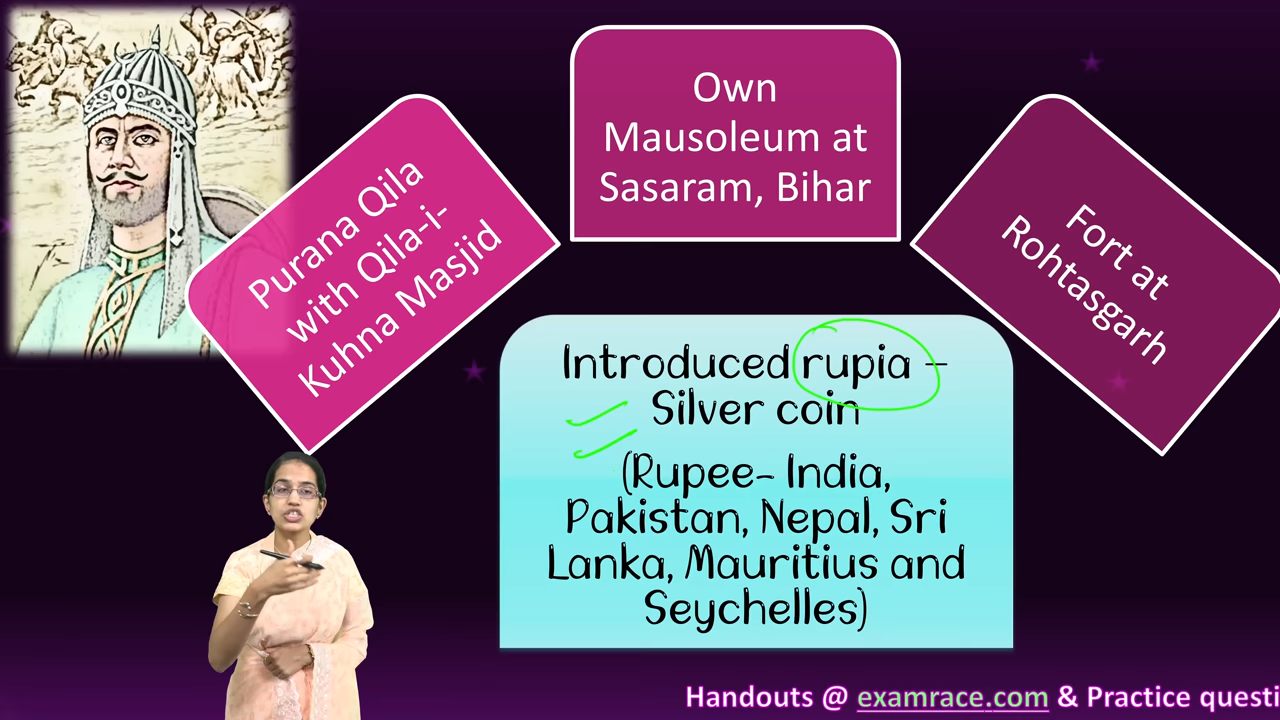 Purana Qila
with Qila-i-
Kuhna Masjid
Own
Mausoleum at
Sasaram, Bihar
Fort at
Rohtasgarh
Introduced rupia –
Silver coin
(Rupee- India,
Pakistan, Nepal, Sri
Lanka, Mauritius and
Seychelles)
Handouts @ examrace.com & Practice questi